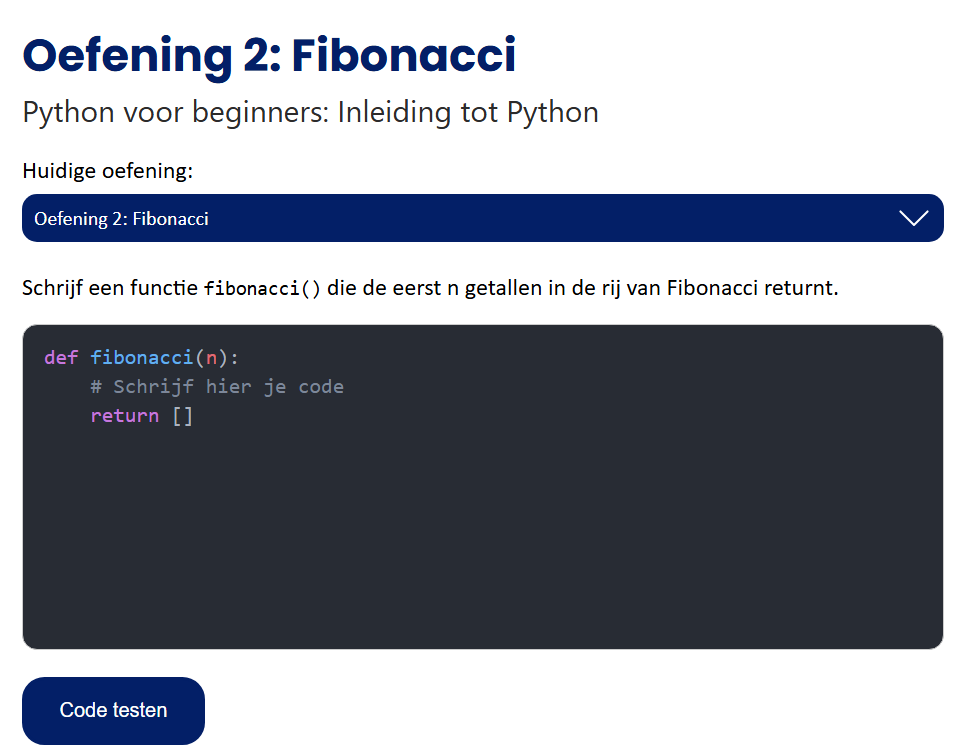 Oefening 2: Fibonacci
Python voor beginners: Inleiding tot Python
Huidige oefening:
Oefening 2: Fibonacci
Schrijf een functie fibonacci() die de eerst n getallen in de rij van Fibonacci returnt.
def fibonacci(n):
    # Schrijf hier je code
    return []
Code testen